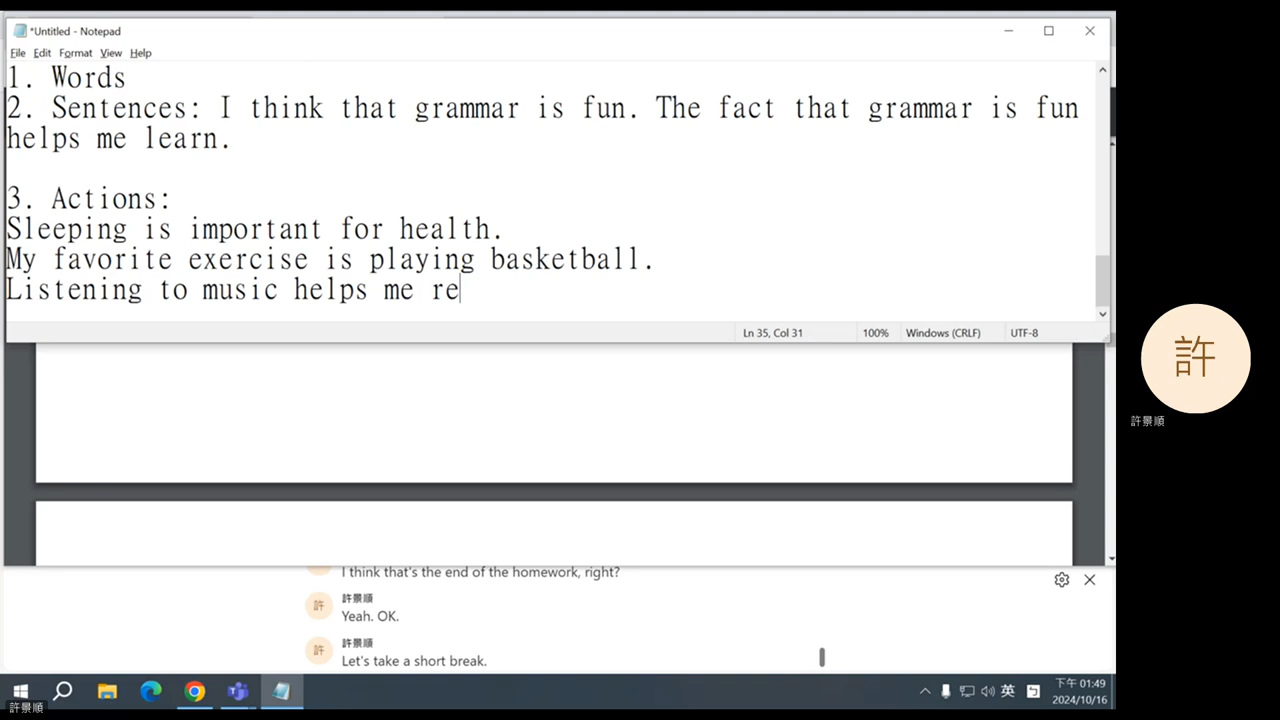 *Untitled - Notepad
File Edit Format View Help
1. Words
2. Sentences: I think that grammar is fun. The fact that grammar is fun
helps me learn.
3. Actions:
Sleeping is important for health.
My favorite exercise is playing basketball.
Listening to music helps me re
Ln 35, Col 31
100%
Windows (CRLF)
UTF-8
許
許景順
I think that's the end of the homework, right?
許景順
許
Yeah. OK.
許景順
許
Let's take a short break.
英
下午 01:49
2024/10/16
許景順